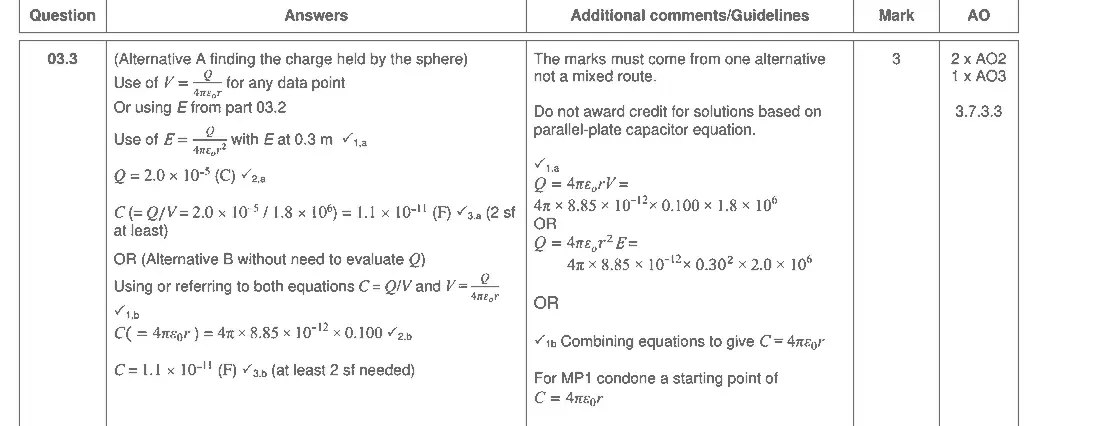 Question Answers Additional comments/Guidelines Mark AO
03.3 (Alternative A finding the charge held by the sphere)
Use of V = Q/4πε₀r for any data point
Or using E from part 03.2
Use of E = Q/4πε₀r² with E at 0.3 m ✓1,a
Q = 2.0 × 10⁻⁵ (C) ✓2,a
C (= Q/V = 2.0 × 10⁻⁵ / 1.8 × 10⁶) = 1.1 × 10⁻¹¹ (F) ✓3,a (2 sf
at least)
OR (Alternative B without need to evaluate Q)
Using or referring to both equations C = Q/V and V = Q/4πε₀r
✓1,b
C( = 4πε₀r ) = 4π × 8.85 × 10⁻¹² × 0.100 ✓2,b
C = 1.1 × 10⁻¹¹ (F) ✓3,b (at least 2 sf needed)
The marks must come from one alternative
not a mixed route.
Do not award credit for solutions based on
parallel-plate capacitor equation.
✓1,a
Q = 4πε₀rV =
4π × 8.85 × 10⁻¹² × 0.100 × 1.8 × 10⁶
OR
Q = 4πε₀r² E =
4π × 8.85 × 10⁻¹² × 0.30² × 2.0 × 10⁶
OR
✓1b Combining equations to give C = 4πε₀r
For MP1 condone a starting point of
C = 4πε₀r
3
2 x AO2
1 x AO3
3.7.3.3